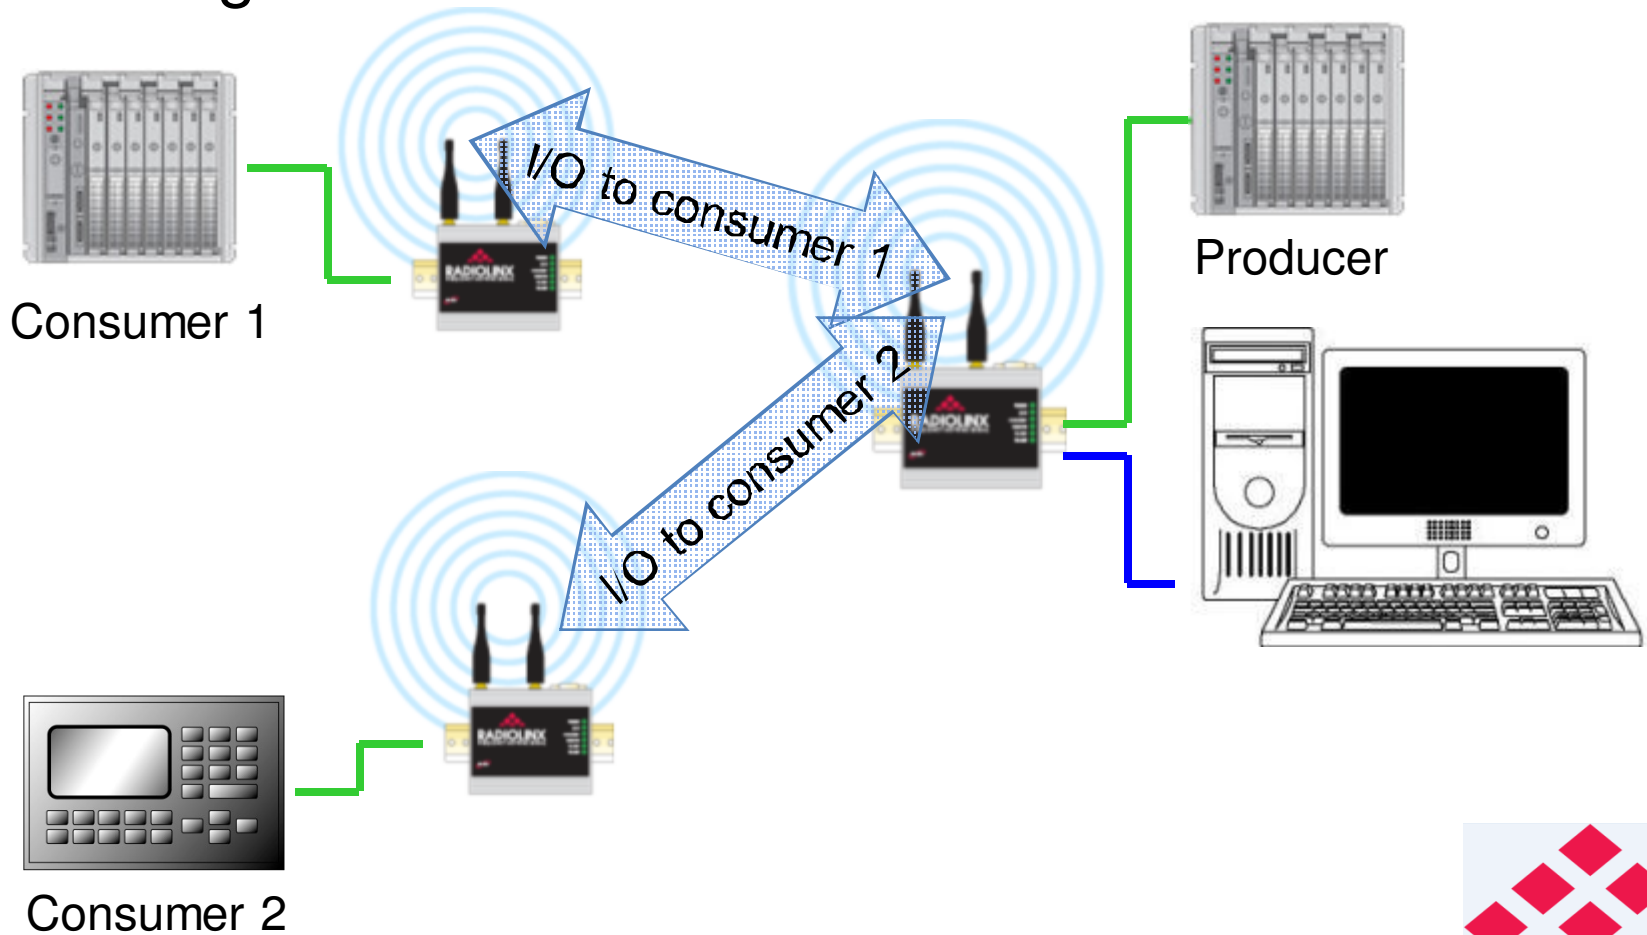 I/O to consumer 1
Producer
Consumer 1
I/O to consumer 2
RADIOLINX
RADIOLINX
RADIOLINX
Consumer 2